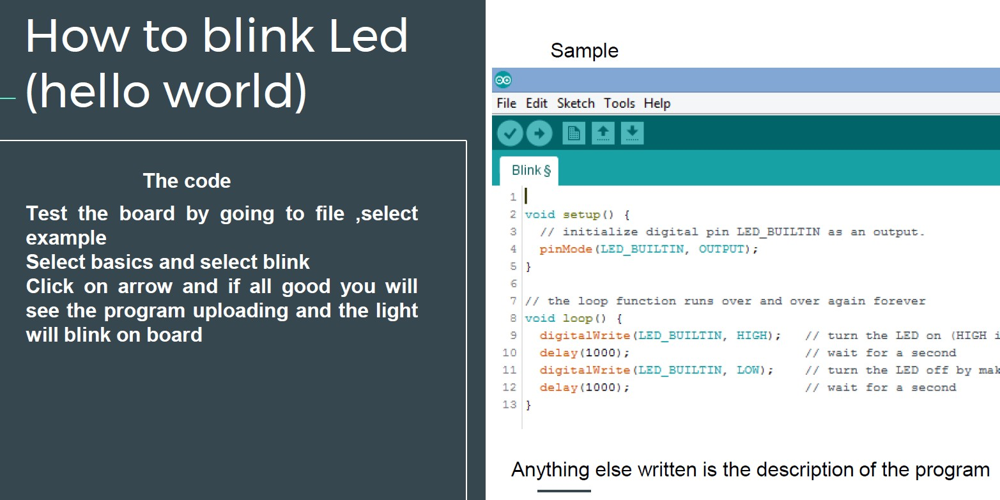 How to blink Led
(hello world)
The code
Test the board by going to file ,select
example
Select basics and select blink
Click on arrow and if all good you will
see the program uploading and the light
will blink on board
Sample
File Edit Sketch Tools Help
Blink §
1
2 void setup() {
3 // initialize digital pin LED_BUILTIN as an output.
4 pinMode(LED_BUILTIN, OUTPUT);
5 }
6
7 // the loop function runs over and over again forever
8 void loop() {
9 digitalWrite(LED_BUILTIN, HIGH); // turn the LED on (HIGH i
10 delay(1000); // wait for a second
11 digitalWrite(LED_BUILTIN, LOW); // turn the LED off by mak
12 delay(1000); // wait for a second
13 }
Anything else written is the description of the program